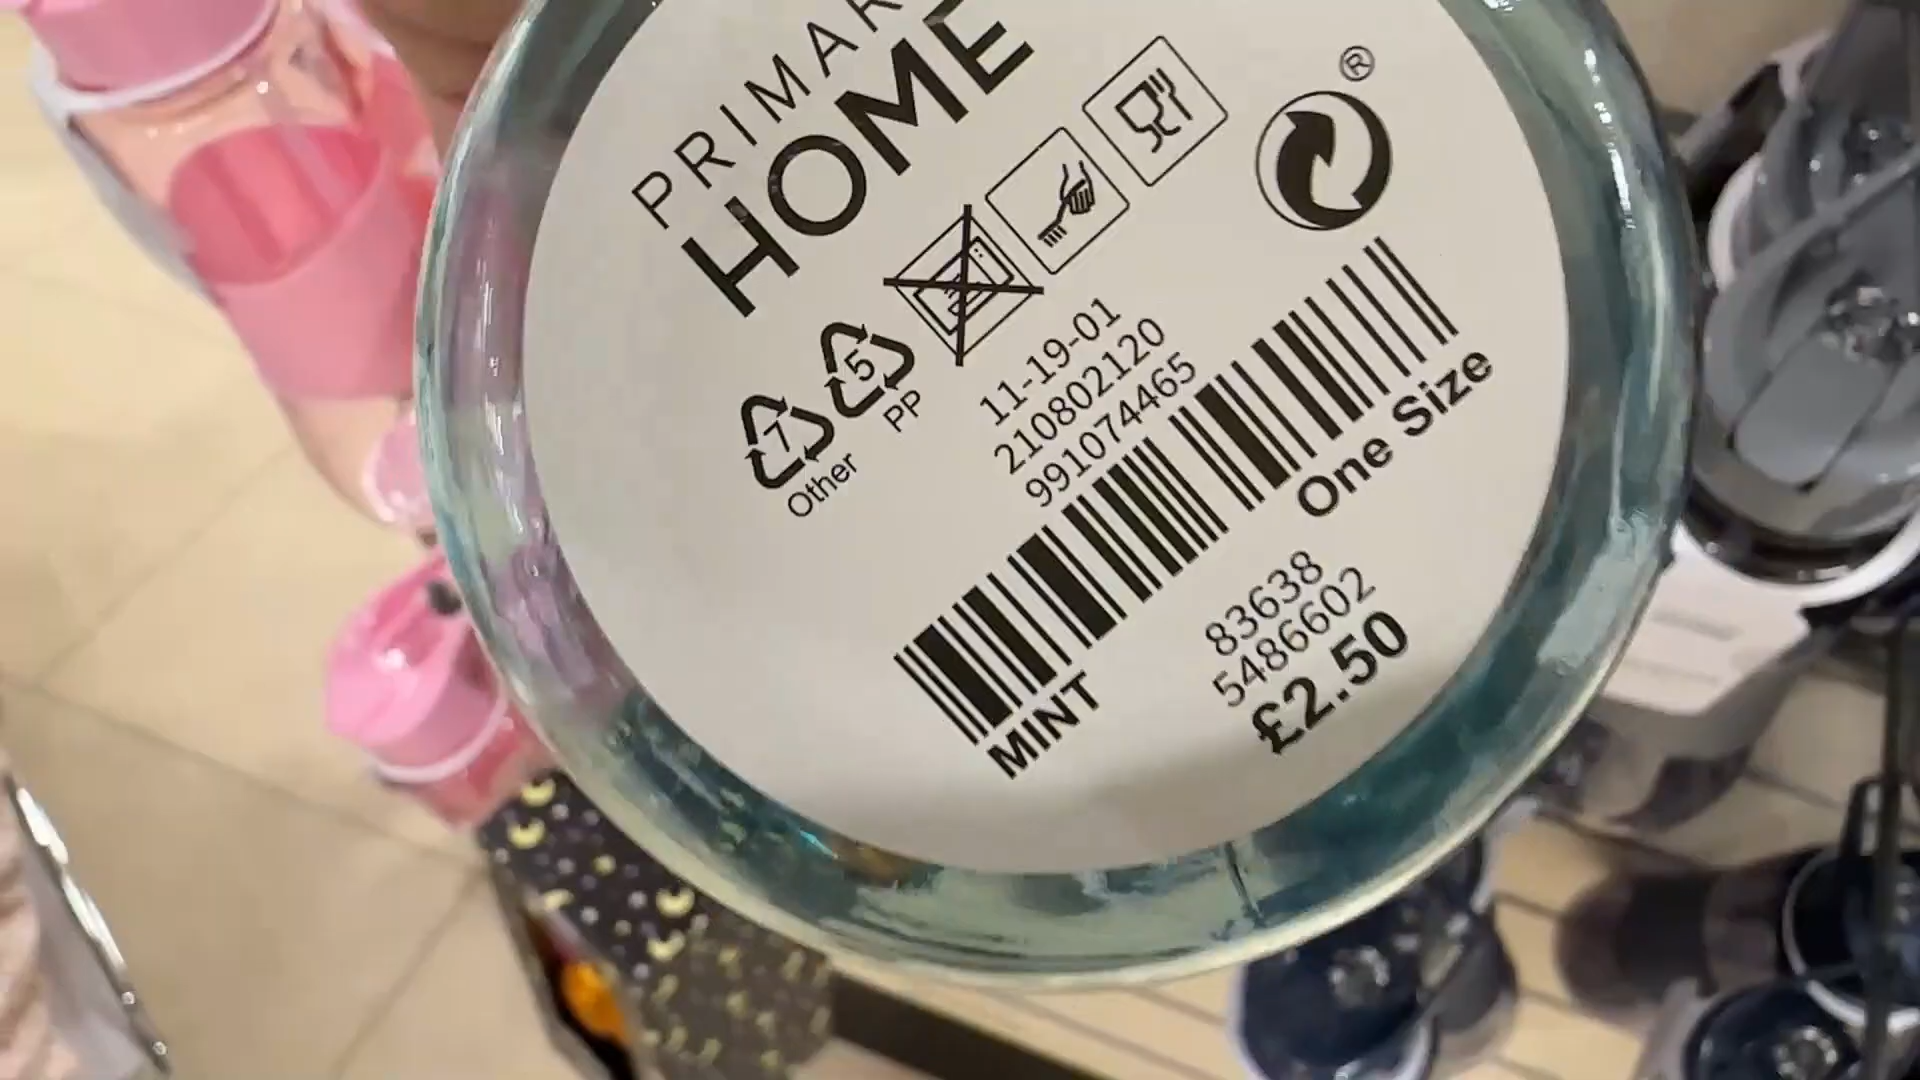 PRIMAR
HOME
®
5
PP
7
Other
11-19-01
210802120
991074465
One Size
MINT
83638
5486602
£2.50